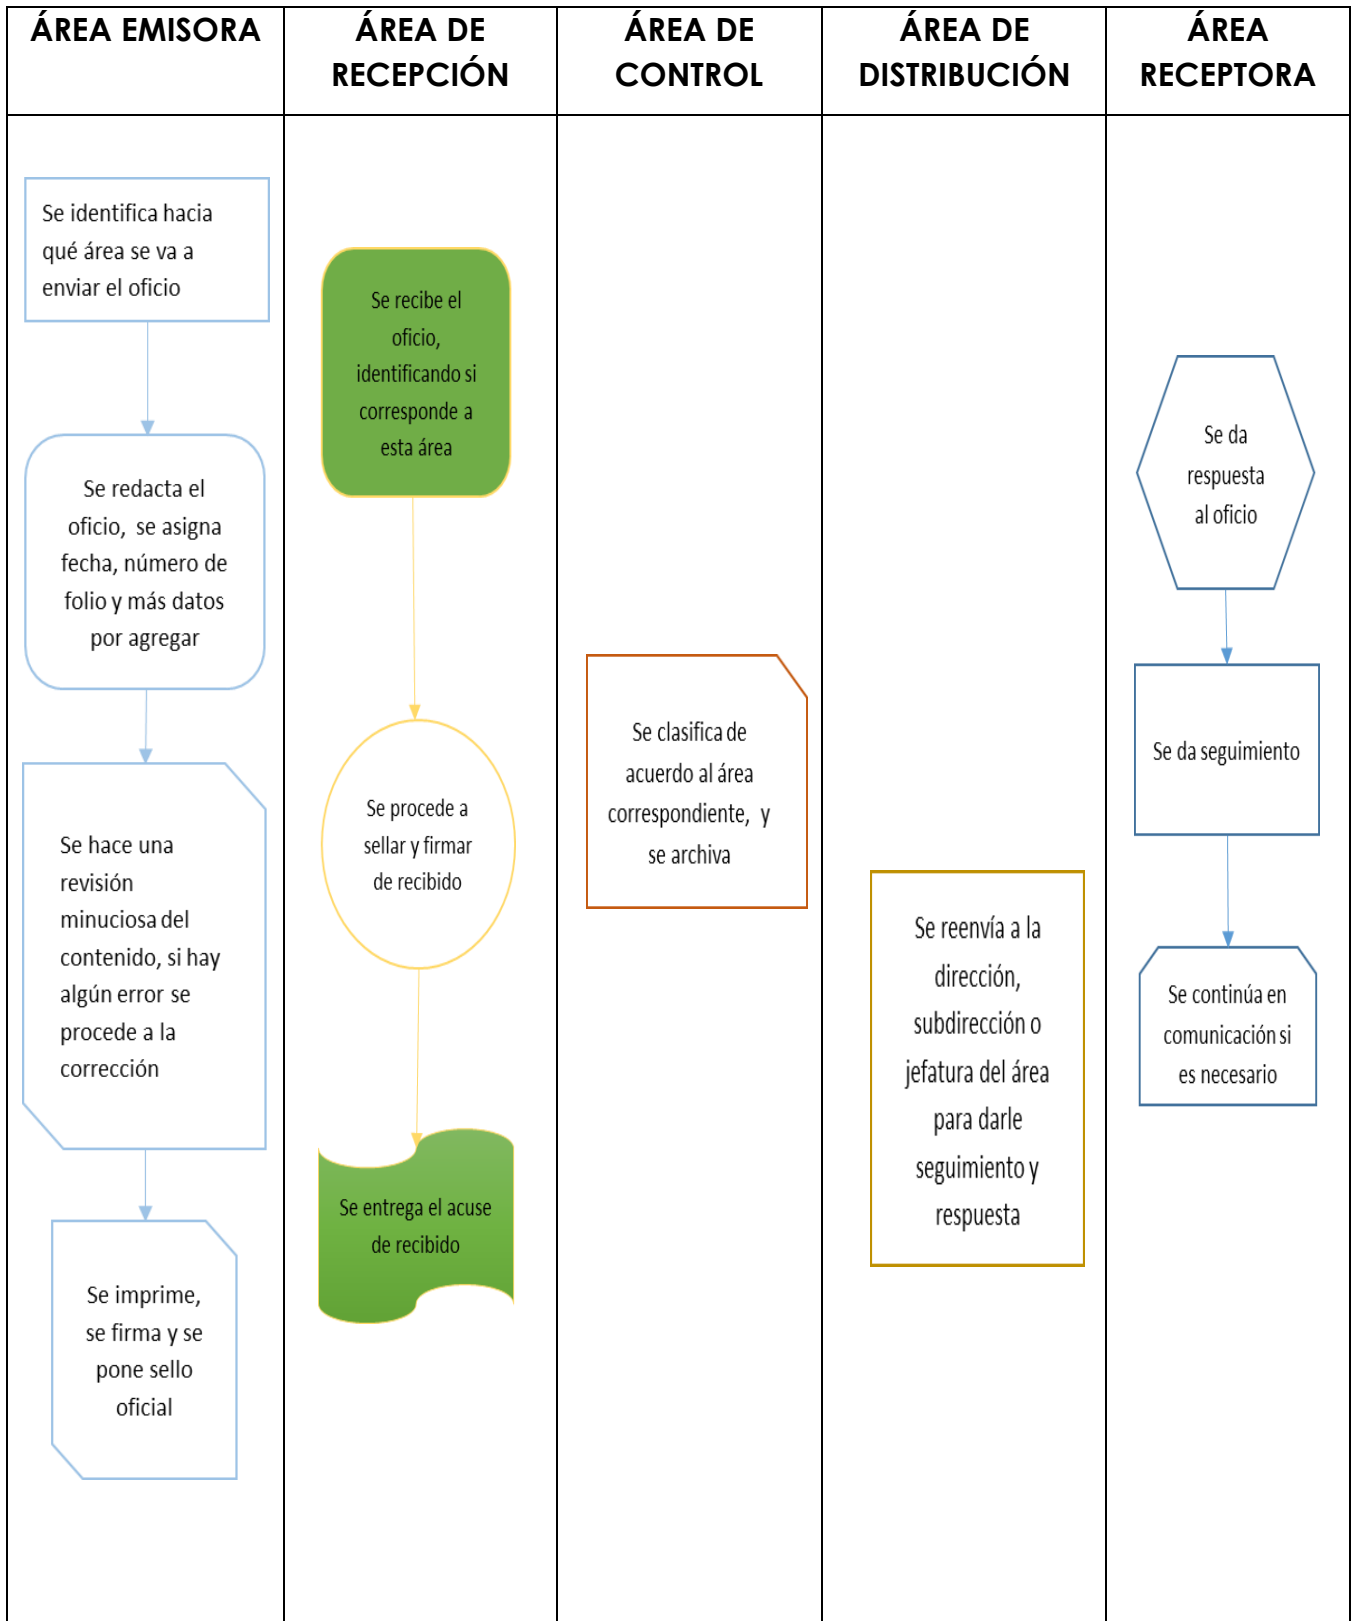 ÁREA EMISORA
ÁREA DE
RECEPCIÓN
ÁREA DE
CONTROL
ÁREA DE
DISTRIBUCIÓN
ÁREA
RECEPTORA
Se identifica hacia
qué área se va a
enviar el oficio
Se redacta el
oficio, se asigna
fecha, número de
folio y más datos
por agregar
Se hace una
revisión
minuciosa del
contenido, si hay
algún error se
procede a la
corrección
Se imprime,
se firma y se
pone sello
oficial
Se recibe el
oficio,
identificando si
corresponde a
esta área
Se procede a
sellar y firmar
de recibido
Se entrega el acuse
de recibido
Se clasifica de
acuerdo al área
correspondiente, y
se archiva
Se reenvía a la
dirección,
subdirección o
jefatura del área
para darle
seguimiento y
respuesta
Se da
respuesta
al oficio
Se da seguimiento
Se continúa en
comunicación si
es necesario